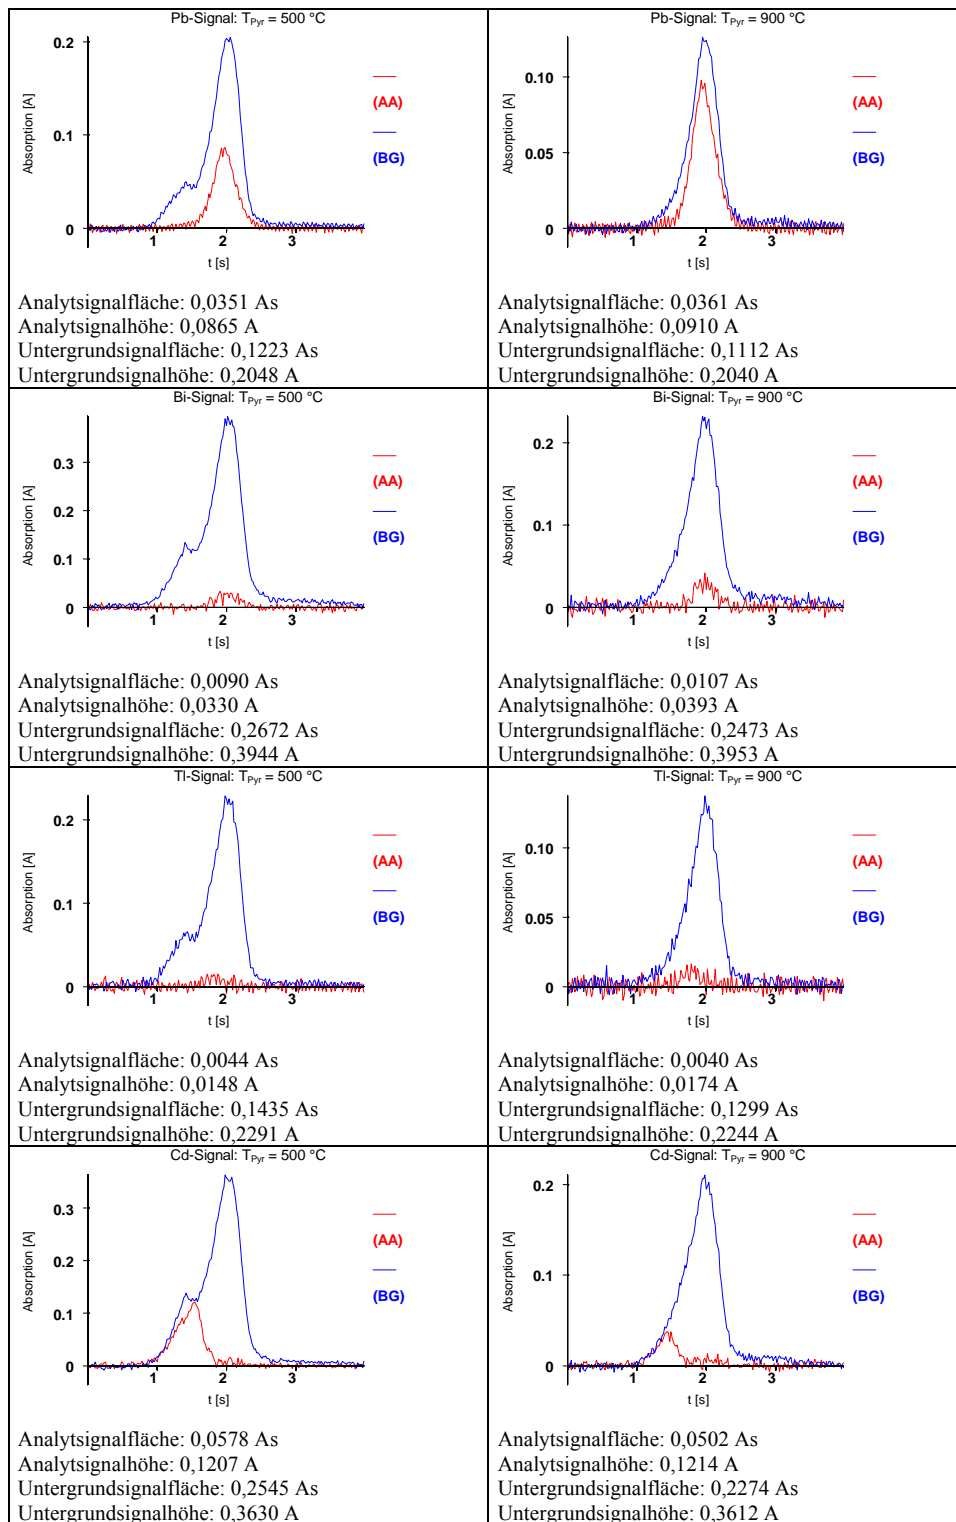 Pb-Signal: TPyr = 500 °C
0.2
0.1
0
Absorption [A]
1
2
3
t [s]
(AA)
(BG)
Analytsignalfläche: 0,0351 As
Analytsignalhöhe: 0,0865 A
Untergrundsignalfläche: 0,1223 As
Untergrundsignalhöhe: 0,2048 A
Pb-Signal: TPyr = 900 °C
0.10
0.05
0
Absorption [A]
1
2
3
t [s]
(AA)
(BG)
Analytsignalfläche: 0,0361 As
Analytsignalhöhe: 0,0910 A
Untergrundsignalfläche: 0,1112 As
Untergrundsignalhöhe: 0,2040 A
Bi-Signal: TPyr = 500 °C
0.3
0.2
0.1
0
Absorption [A]
1
2
3
t [s]
(AA)
(BG)
Analytsignalfläche: 0,0090 As
Analytsignalhöhe: 0,0330 A
Untergrundsignalfläche: 0,2672 As
Untergrundsignalhöhe: 0,3944 A
Bi-Signal: TPyr = 900 °C
0.2
0.1
0
Absorption [A]
1
2
3
t [s]
(AA)
(BG)
Analytsignalfläche: 0,0107 As
Analytsignalhöhe: 0,0393 A
Untergrundsignalfläche: 0,2473 As
Untergrundsignalhöhe: 0,3953 A
Tl-Signal: TPyr = 500 °C
0.2
0.1
0
Absorption [A]
1
2
3
t [s]
(AA)
(BG)
Analytsignalfläche: 0,0044 As
Analytsignalhöhe: 0,0148 A
Untergrundsignalfläche: 0,1435 As
Untergrundsignalhöhe: 0,2291 A
Tl-Signal: TPyr = 900 °C
0.10
0.05
0
Absorption [A]
1
2
3
t [s]
(AA)
(BG)
Analytsignalfläche: 0,0040 As
Analytsignalhöhe: 0,0174 A
Untergrundsignalfläche: 0,1299 As
Untergrundsignalhöhe: 0,2244 A
Cd-Signal: TPyr = 500 °C
0.3
0.2
0.1
0
Absorption [A]
1
2
3
t [s]
(AA)
(BG)
Analytsignalfläche: 0,0578 As
Analytsignalhöhe: 0,1207 A
Untergrundsignalfläche: 0,2545 As
Untergrundsignalhöhe: 0,3630 A
Cd-Signal: TPyr = 900 °C
0.2
0.1
0
Absorption [A]
1
2
3
t [s]
(AA)
(BG)
Analytsignalfläche: 0,0502 As
Analytsignalhöhe: 0,1214 A
Untergrundsignalfläche: 0,2274 As
Untergrundsignalhöhe: 0,3612 A